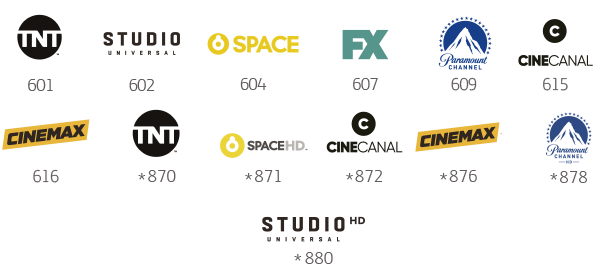 TNT
STUDIO
UNIVERSAL
SPACE
FX
Paramount
CHANNEL
C
CINECANAL
601
602
604
607
609
615
CINEMAX
TNT
SPACEHD
C
CINECANAL
CINEMAX
Paramount
CHANNEL
HD
616
*870
*871
*872
*876
*878
STUDIO HD
UNIVERSAL
*880